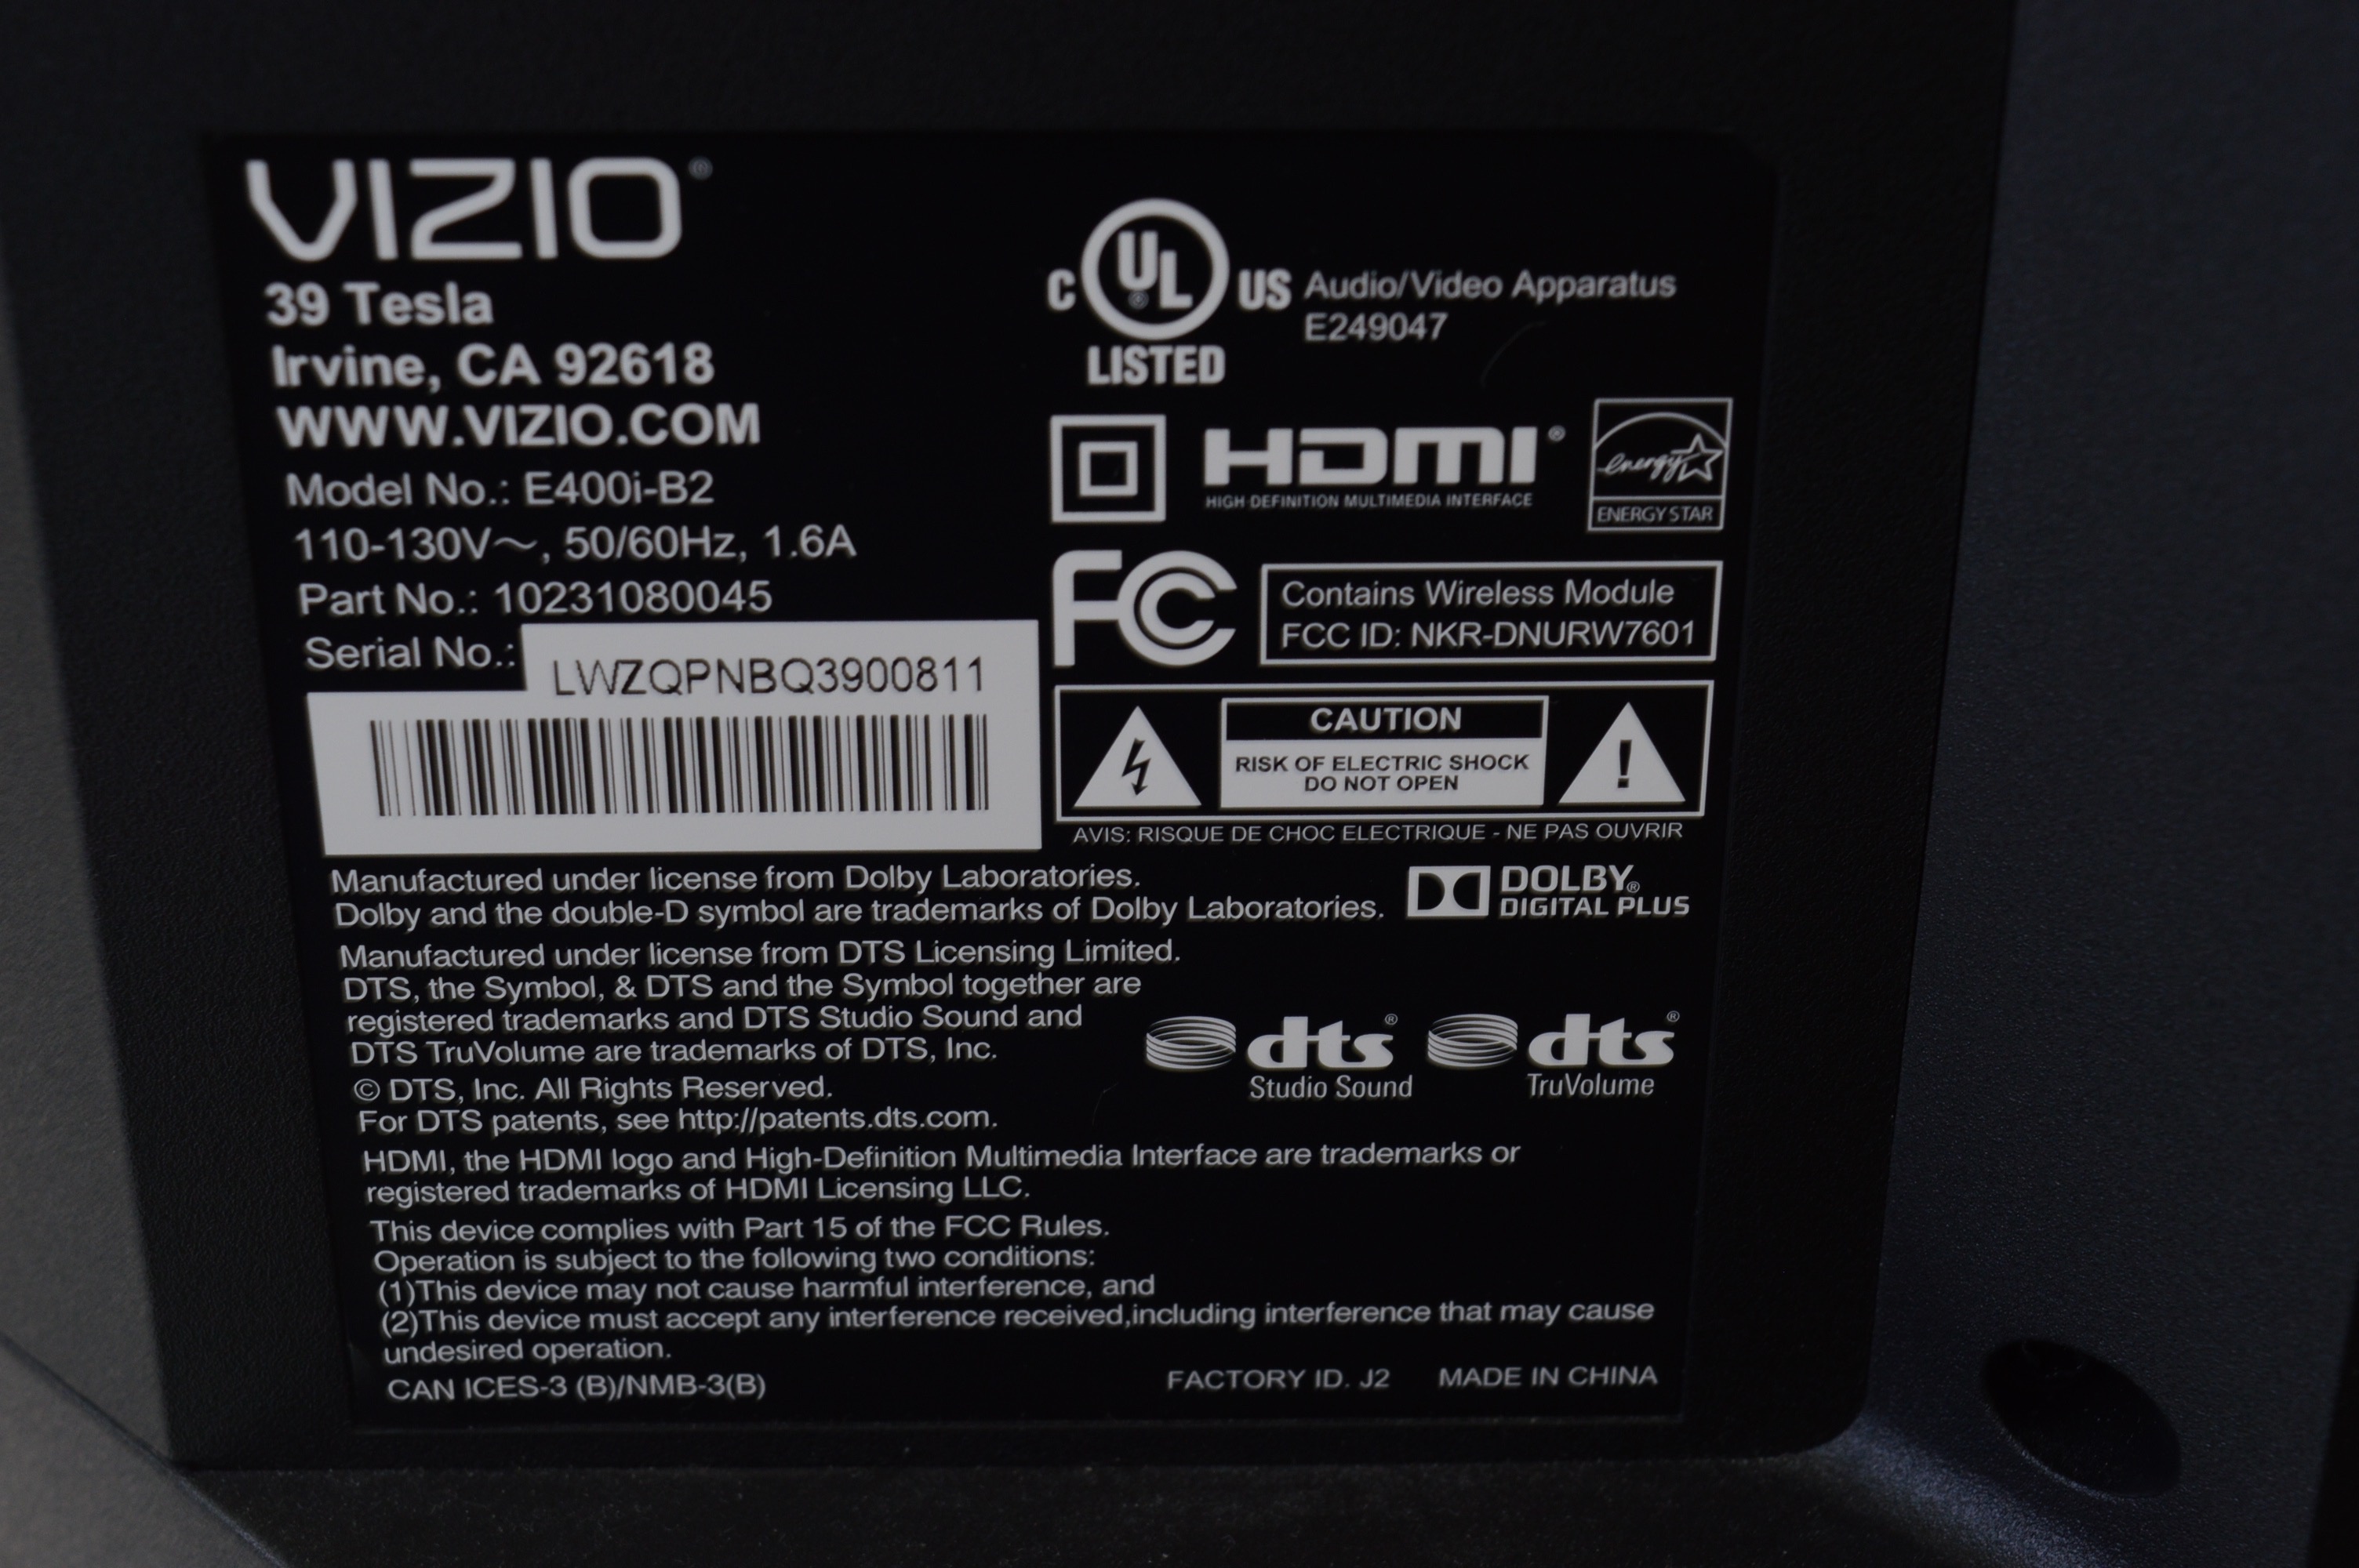 VIZIO®
39 Tesla
Irvine, CA 92618
WWW.VIZIO.COM
Model No.: E400i-B2
110-130V～, 50/60Hz, 1.6A
Part No.: 10231080045
Serial No.: LWZQPNBQ3900811
C UL® US
LISTED
Audio/Video Apparatus
E249047
HDMI®
HIGH-DEFINITION MULTIMEDIA INTERFACE
energy
ENERGY STAR
FC
Contains Wireless Module
FCC ID: NKR-DNURW7601
CAUTION
RISK OF ELECTRIC SHOCK
DO NOT OPEN
!
AVIS: RISQUE DE CHOC ELECTRIQUE - NE PAS OUVRIR
Manufactured under license from Dolby Laboratories.
Dolby and the double-D symbol are trademarks of Dolby Laboratories.
DOLBY®
DIGITAL PLUS
Manufactured under license from DTS Licensing Limited.
DTS, the Symbol, & DTS and the Symbol together are
registered trademarks and DTS Studio Sound and
DTS TruVolume are trademarks of DTS, Inc.
© DTS, Inc. All Rights Reserved.
For DTS patents, see http://patents.dts.com.
dts®
Studio Sound
dts®
TruVolume
HDMI, the HDMI logo and High-Definition Multimedia Interface are trademarks or
registered trademarks of HDMI Licensing LLC.
This device complies with Part 15 of the FCC Rules.
Operation is subject to the following two conditions:
(1)This device may not cause harmful interference, and
(2)This device must accept any interference received,including interference that may cause
undesired operation.
CAN ICES-3 (B)/NMB-3(B)
FACTORY ID. J2 MADE IN CHINA